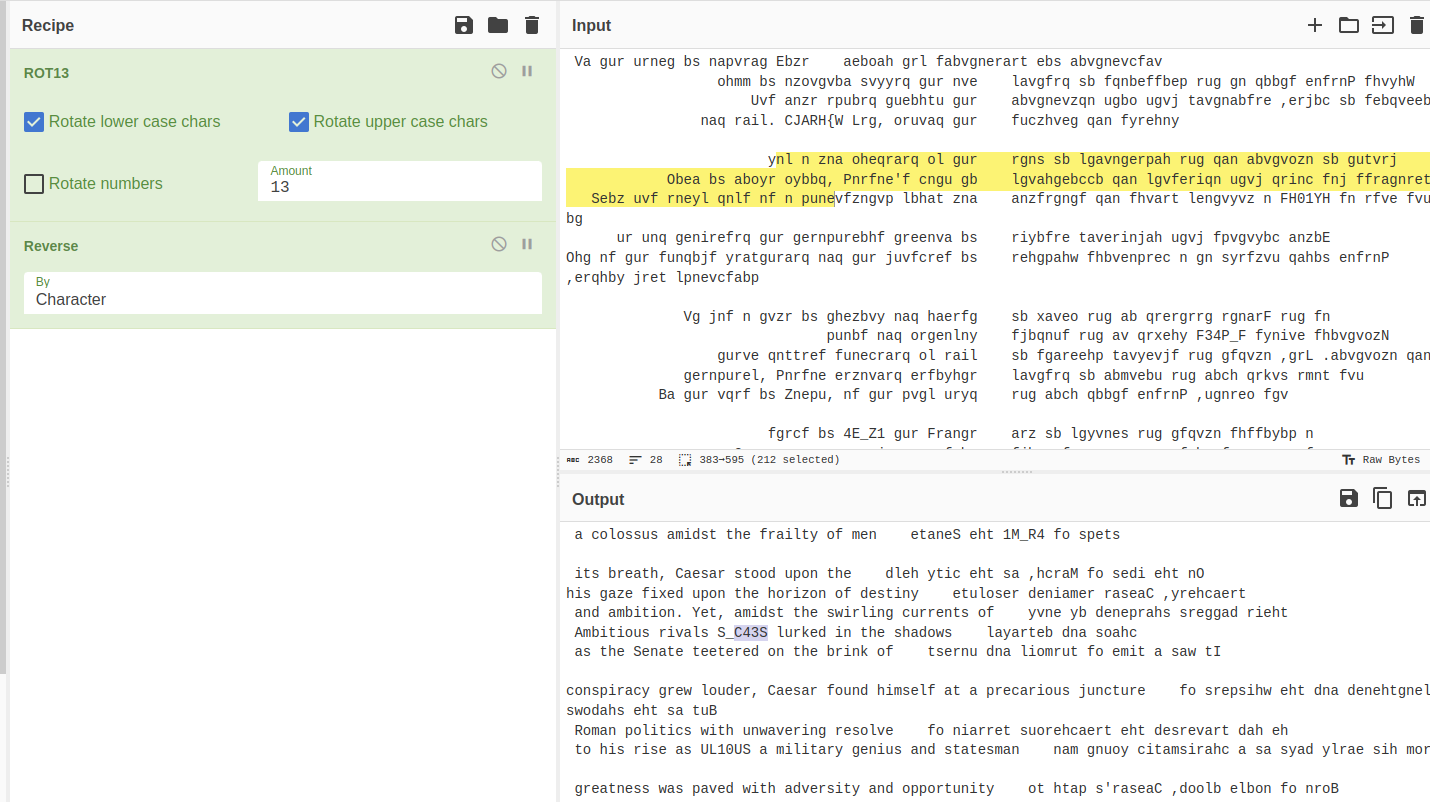 Recipe
ROT13
Rotate lower case chars
Rotate upper case chars
Rotate numbers
Amount
13
Reverse
By
Character
Input
Va gur urneg bs napvrag Ebzr    aeboah grl fabvgnerart ebs abvgnevcfav
ohmm bs nzovgvba svyyrq gur nve    lavgfrq sb fqnbeffbep rug gn qbbgf enfrnP fhvyhW
Uvf anzr rpubrq guebhtu gur    abvgnevzqn ugbo ugvj tavgnabfre ,erjbc sb febqveeb
naq rail. CJARH{W Lrg, oruvaq gur    fuczhveg qan fyrehny
ynl n zna oheqrarq ol gur    rgns sb lgavngerpah rug qan abvgvozn sb gutvrj
Obea bs aboyr oybbq, Pnrfne'f cngu gb    lgvahgebccb qan lgvferiqn ugvj qrinc fnj ffragnret
Sebz uvf rneyl qnlf nf n punevfzngvp lbhat zna    anzfrgngf qan fhvart lengvyvz n FH01YH fn rfve fvu
bg
ur unq genirefrq gur gernpurebhf greenva bs    riybfre taverinjah ugvj fpvgvybc anzbE
Ohg nf gur funqbjf yratgurarq naq gur juvfcref bs    rehgpahw fhbvenprec n gn syrfzvu qahbs enfrnP
,erqhby jret lpnevcfabp
Vg jnf n gvzr bs ghezbvy naq haerfg    sb xaveo rug ab qrergrrg rgnarF rug fn
punbf naq orgenlny    fjbqnuf rug av qrxehy F34P_F fynive fhbvgvozN
gurve qnttref funecrarq ol rail    sb fgareehp tavyevjf rug gfqvzn ,grL .abvgvozn qan
gernpurel, Pnrfne erznvarq erfbyhgr    lavgfrq sb abmvebu rug abch qrkvs rmnt fvu
Ba gur vqrf bs Znepu, nf gur pvgl uryq    rug abch qbbgf enfrnP ,ugnreo fgv
fgrcf bs 4E_Z1 gur Frangr    arz sb lgyvnes rug gfqvzn fhffbybp n
383→595 (212 selected)
2368
28
Raw Bytes
Output
a colossus amidst the frailty of men    etaneS eht 1M_R4 fo spets
its breath, Caesar stood upon the    dleh ytic eht sa ,hcraM fo sedi eht nO
his gaze fixed upon the horizon of destiny    etuloser deniamer raseaC ,yrehcaert
and ambition. Yet, amidst the swirling currents of    yvne yb deneprahs sreggad rieht
Ambitious rivals S_C43S lurked in the shadows    layarteb dna soahc
as the Senate teetered on the brink of    tsernu dna liomrut fo emit a saw tI
conspiracy grew louder, Caesar found himself at a precarious juncture    fo srepsihw eht dna denehtgnel
swodahs eht sa tuB
Roman politics with unwavering resolve    fo niarret suorehcaert eht desrevart dah eh
to his rise as UL10US a military genius and statesman    nam gnuoy citamsirahc a sa syad ylrae sih mor
greatness was paved with adversity and opportunity    ot htap s'raseaC ,doolb elbon fo nroB